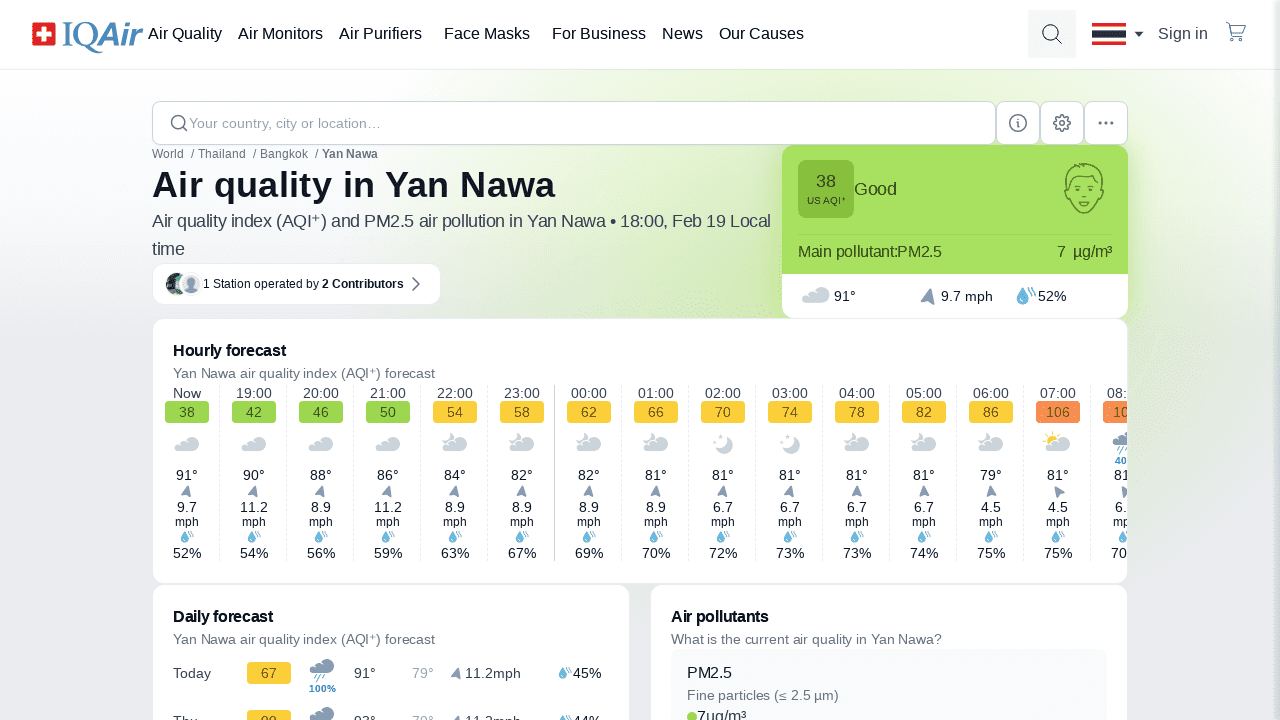 IQAir Air Quality Air Monitors Air Purifiers Face Masks For Business News Our Causes Sign in
Your country, city or location…
World / Thailand / Bangkok / Yan Nawa
Air quality in Yan Nawa
Air quality index (AQI⁺) and PM2.5 air pollution in Yan Nawa • 18:00, Feb 19 Local
time
1 Station operated by 2 Contributors
38
US AQI⁺
Good
Main pollutant:PM2.5 7 µg/m³
91° 9.7 mph 52%
Hourly forecast
Yan Nawa air quality index (AQI⁺) forecast
Now 19:00 20:00 21:00 22:00 23:00 00:00 01:00 02:00 03:00 04:00 05:00 06:00 07:00
38 42 46 50 54 58 62 66 70 74 78 82 86 106
91° 90° 88° 86° 84° 82° 82° 81° 81° 81° 81° 81° 79° 81°
9.7 11.2 8.9 11.2 8.9 8.9 8.9 8.9 6.7 6.7 6.7 6.7 4.5 4.5
mph mph mph mph mph mph mph mph mph mph mph mph mph mph
52% 54% 56% 59% 63% 67% 69% 70% 72% 73% 73% 74% 75% 75%
Daily forecast
Yan Nawa air quality index (AQI⁺) forecast
Today 67 91° 79° 11.2mph 45%
100%
Air pollutants
What is the current air quality in Yan Nawa?
PM2.5
Fine particles (≤ 2.5 µm)
7µg/m³